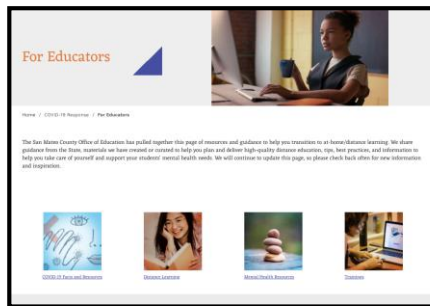 For Educators
Home / COVID-19 Response / For Educators
The San Mateo County Office of Education has pulled together this page of resources and guidance to help you transition to at-home/distance learning. We share
guidance from the State, materials we have created or curated to help you plan and deliver high-quality distance education, tips, best practices, and information to
help you take care of yourself and support your students' mental health needs. We will continue to update this page, so please check back often for new information
and inspiration.
COVID-19 Facts and Resources
Distance Learning
Mental Health Resources
Trainings